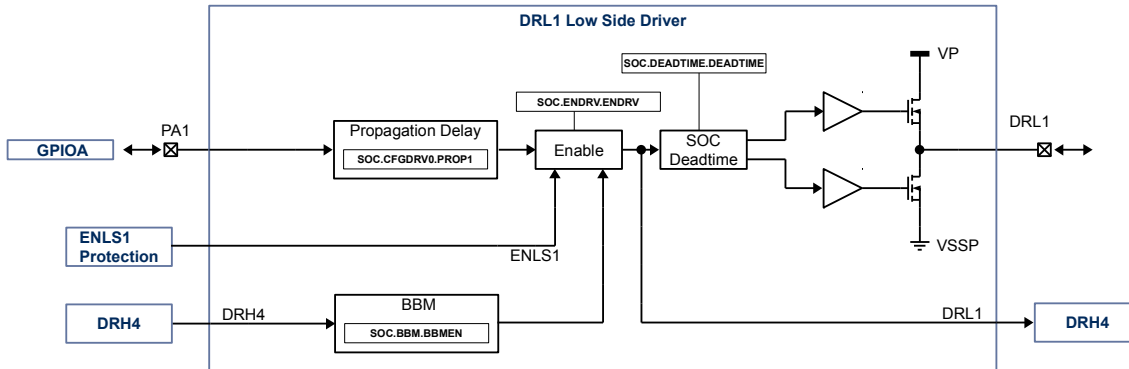 DRL1 Low Side Driver
VP
SOC.DEADTIME.DEADTIME
SOC.ENDRV.ENDRV
PA1
Propagation Delay
DRL1
GPIOA
SOC.CFGDRV0.PROP1
Enable
SOC
Deadtime
ENLS1
Protection
ENLS1
VSSP
BBM
DRH4
DRH4
SOC.BBM.BBMEN
DRL1
DRH4